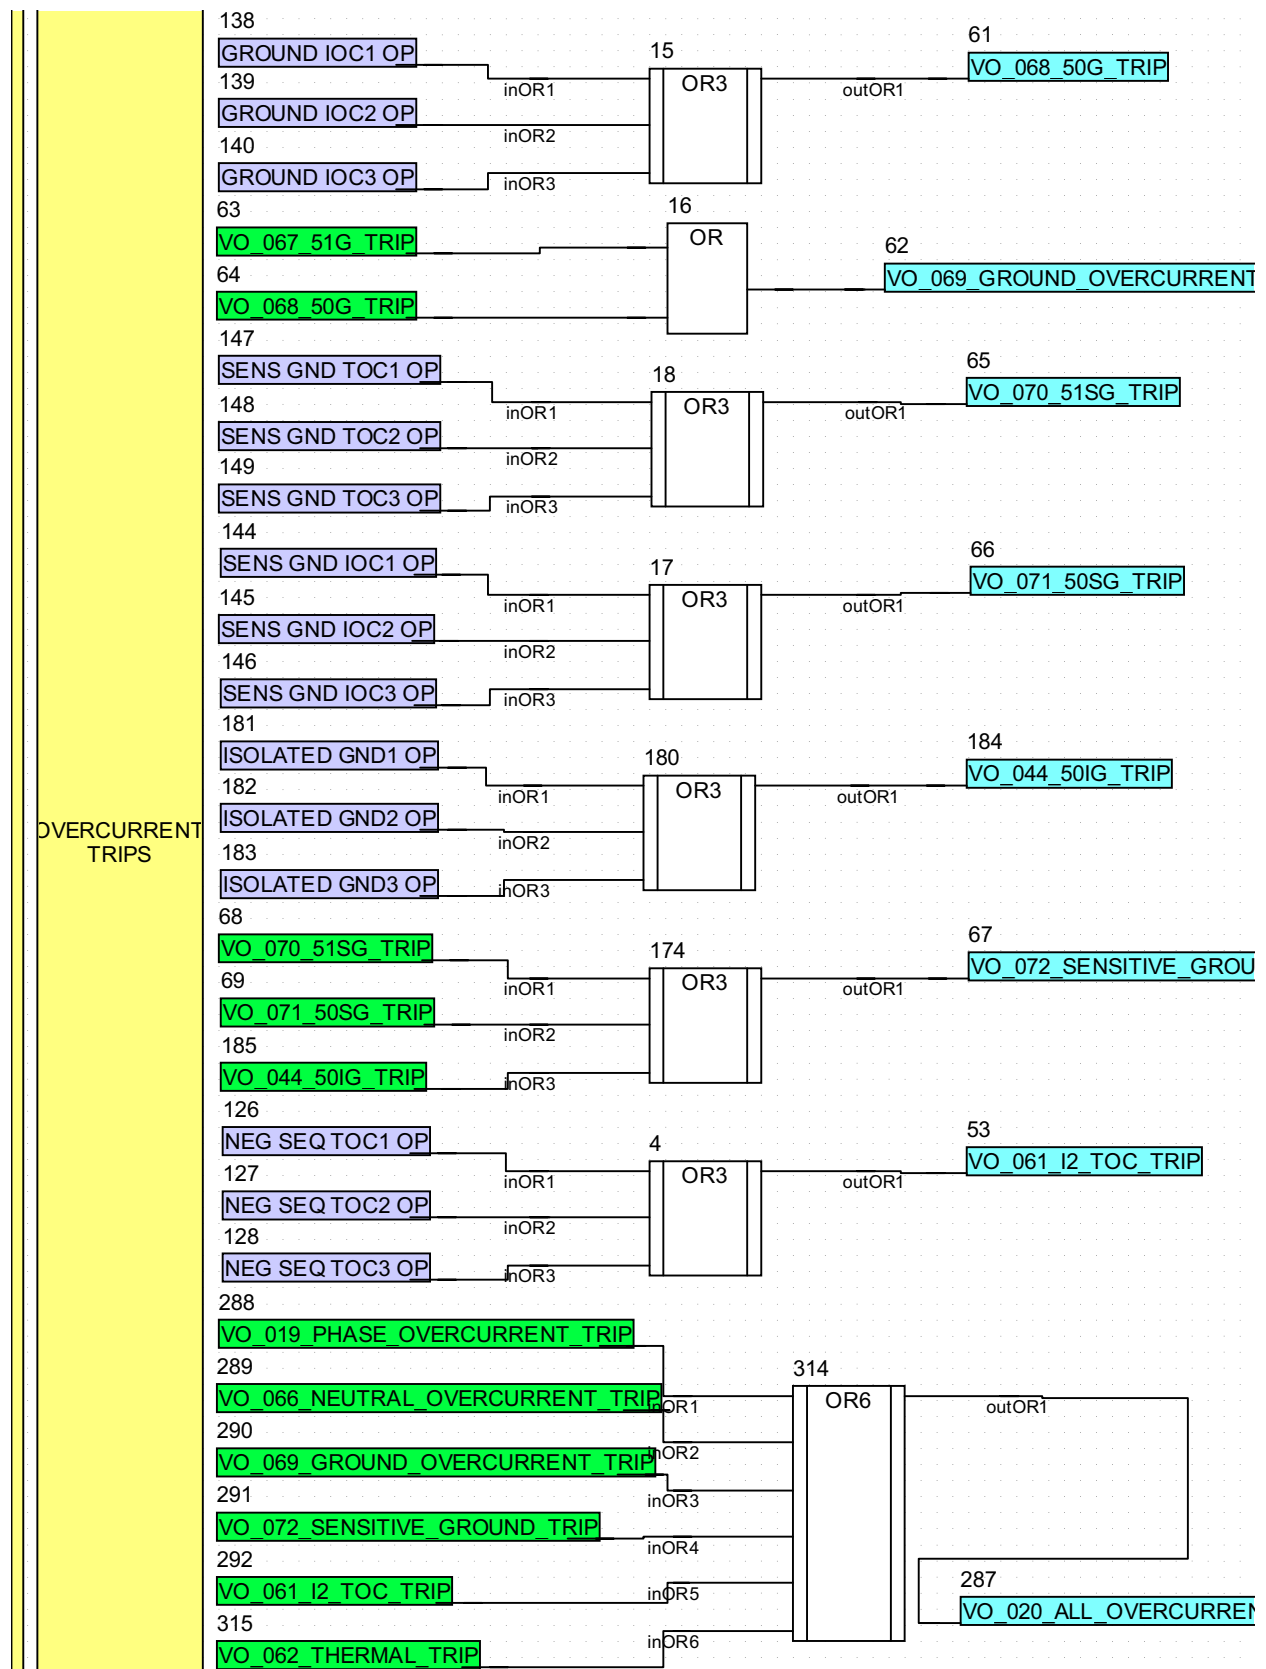 OVERCURRENT
TRIPS
138
GROUND IOC1 OP
139
GROUND IOC2 OP
140
GROUND IOC3 OP
inOR1
inOR2
inOR3
15
OR3
outOR1
61
VO_068_50G_TRIP
63
VO_067_51G_TRIP
64
VO_068_50G_TRIP
16
OR
62
VO_069_GROUND_OVERCURRENT
147
SENS GND TOC1 OP
148
SENS GND TOC2 OP
149
SENS GND TOC3 OP
inOR1
inOR2
inOR3
18
OR3
outOR1
65
VO_070_51SG_TRIP
144
SENS GND IOC1 OP
145
SENS GND IOC2 OP
146
SENS GND IOC3 OP
inOR1
inOR2
inOR3
17
OR3
outOR1
66
VO_071_50SG_TRIP
181
ISOLATED GND1 OP
182
ISOLATED GND2 OP
183
ISOLATED GND3 OP
inOR1
inOR2
inOR3
180
OR3
outOR1
184
VO_044_50IG_TRIP
68
VO_070_51SG_TRIP
69
VO_071_50SG_TRIP
185
VO_044_50IG_TRIP
inOR1
inOR2
inOR3
174
OR3
outOR1
67
VO_072_SENSITIVE_GROU
126
NEG SEQ TOC1 OP
127
NEG SEQ TOC2 OP
128
NEG SEQ TOC3 OP
inOR1
inOR2
inOR3
4
OR3
outOR1
53
VO_061_I2_TOC_TRIP
288
VO_019_PHASE_OVERCURRENT_TRIP
289
VO_066_NEUTRAL_OVERCURRENT_TRIP
290
VO_069_GROUND_OVERCURRENT_TRIP
291
VO_072_SENSITIVE_GROUND_TRIP
292
VO_061_I2_TOC_TRIP
315
VO_062_THERMAL_TRIP
inOR1
inOR2
inOR3
inOR4
inOR5
inOR6
314
OR6
outOR1
287
VO_020_ALL_OVERCURREN